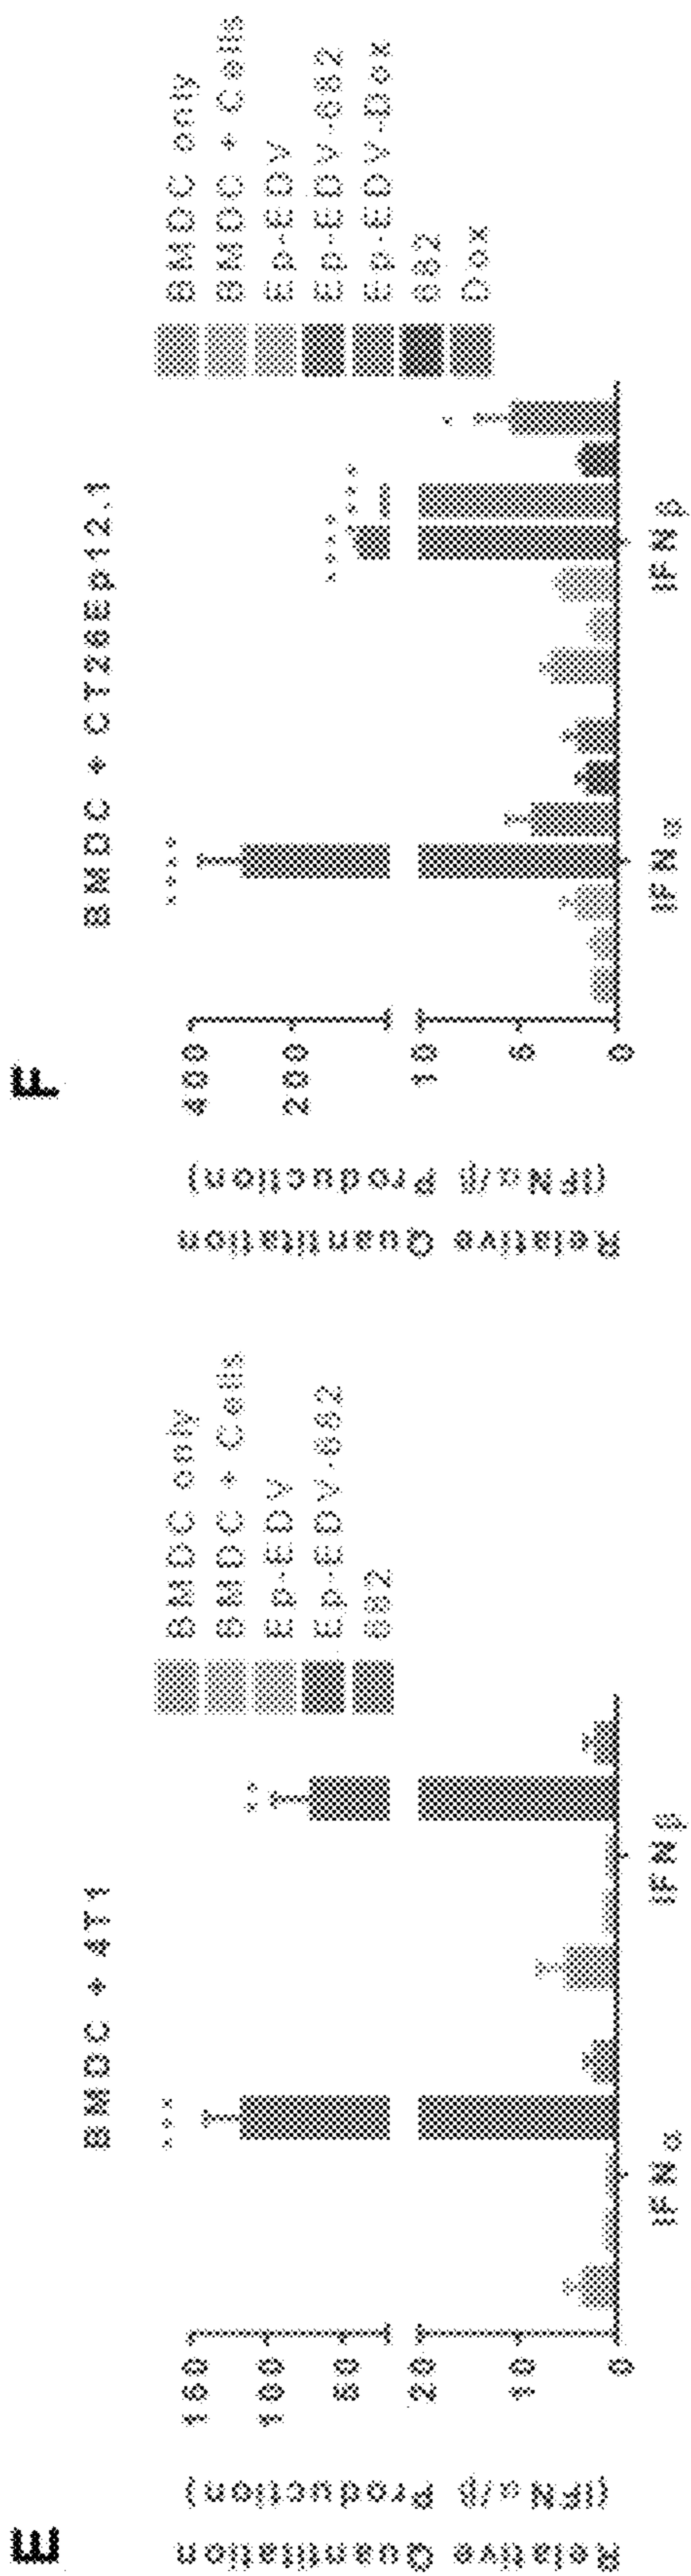 E
BMDC + 4T1
Relative Quantitation
(IFNα/β Production)
150
100
50
20
10
0
IFNα
IFNβ
BMDC only
BMDC + Cells
Ep-EDV
Ep-EDV-682
682
***
**
F
BMDC + CT26Ep12.1
Relative Quantitation
(IFNα/β Production)
400
200
10
5
0
IFNα
IFNβ
BMDC only
BMDC + Cells
Ep-EDV
Ep-EDV-682
Ep-EDV-Dox
682
Dox
****
****
****
*